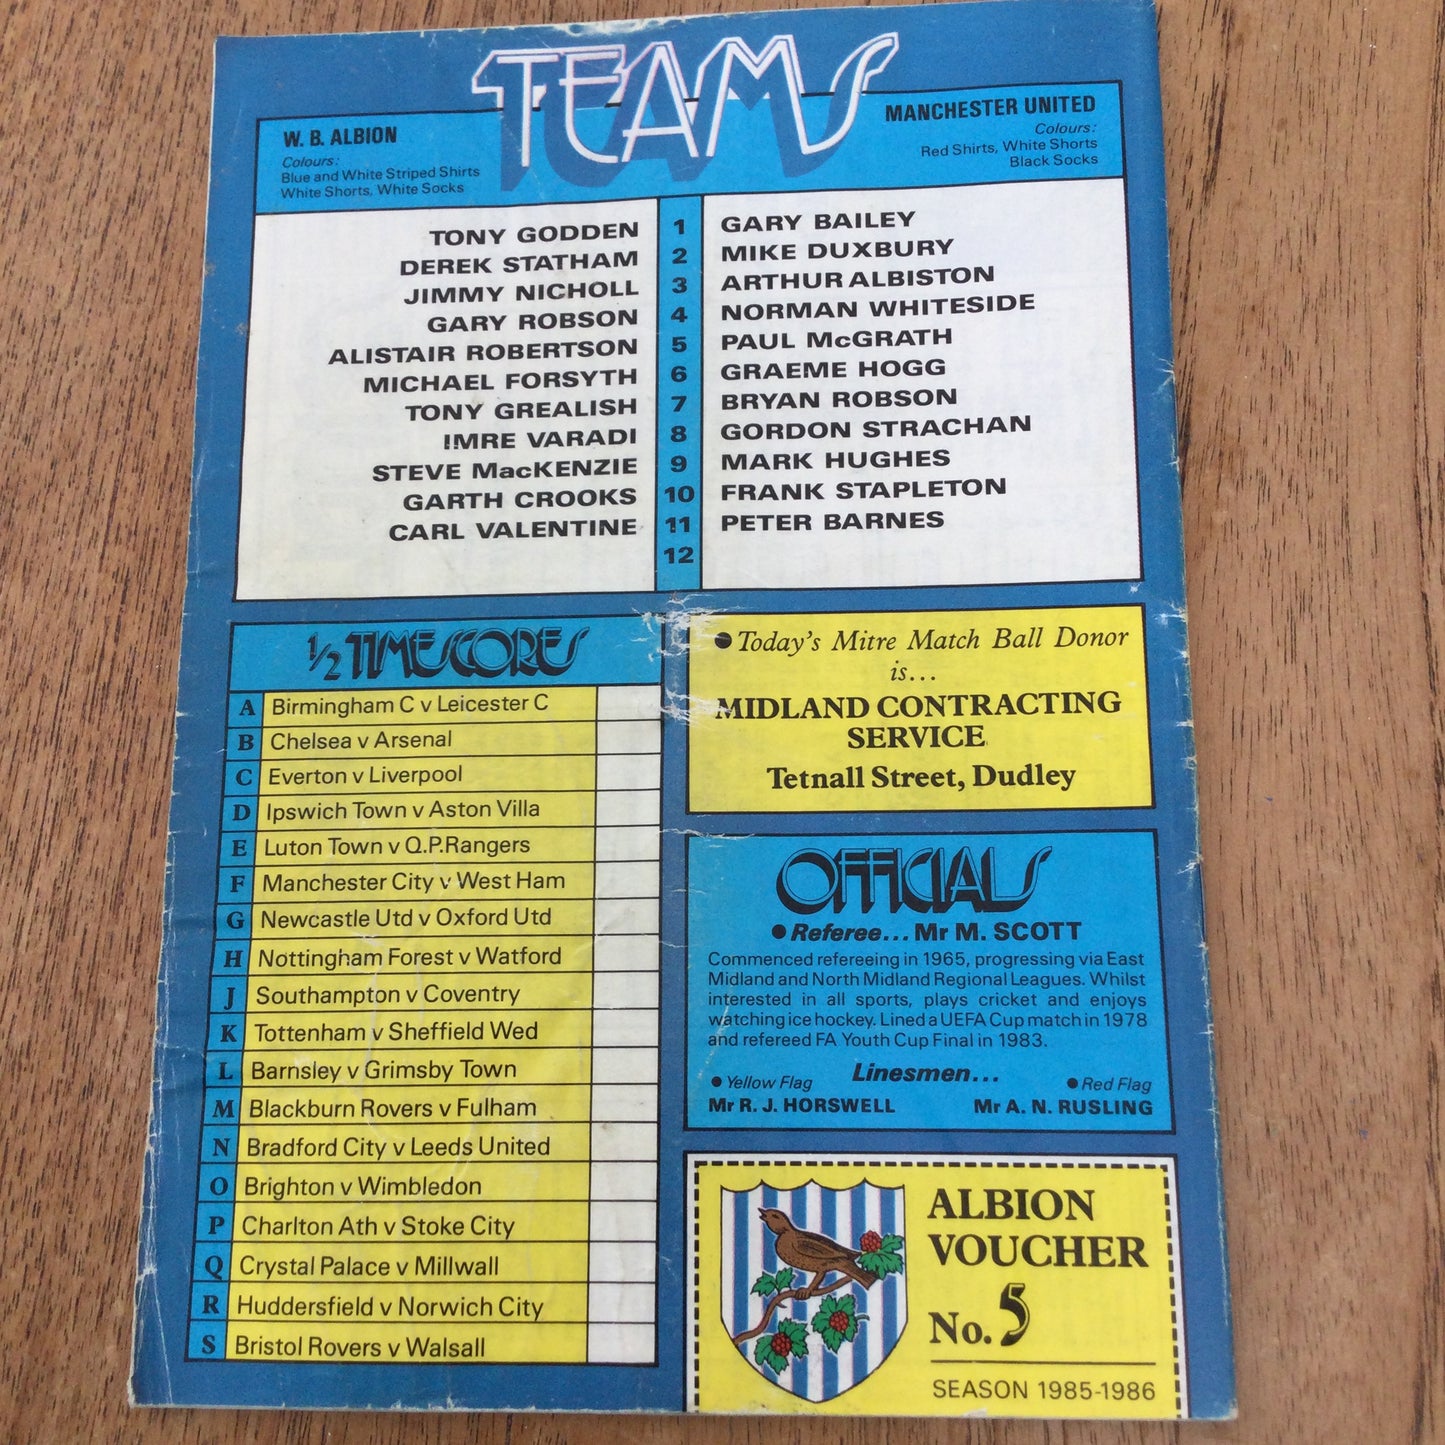 TEAMS
W. B. ALBION
Colours:
Blue and White Striped Shirts
White Shorts, White Socks
MANCHESTER UNITED
Colours:
Red Shirts, White Shorts
Black Socks
TONY GODDEN 1 GARY BAILEY
DEREK STATHAM 2 MIKE DUXBURY
JIMMY NICHOLL 3 ARTHUR ALBISTON
GARY ROBSON 4 NORMAN WHITESIDE
ALISTAIR ROBERTSON 5 PAUL McGRATH
MICHAEL FORSYTH 6 GRAEME HOGG
TONY GREALISH 7 BRYAN ROBSON
IMRE VARADI 8 GORDON STRACHAN
STEVE MacKENZIE 9 MARK HUGHES
GARTH CROOKS 10 FRANK STAPLETON
CARL VALENTINE 11 PETER BARNES
12
½ TIMESCORES
A Birmingham C v Leicester C
B Chelsea v Arsenal
C Everton v Liverpool
D Ipswich Town v Aston Villa
E Luton Town v Q.P.Rangers
F Manchester City v West Ham
G Newcastle Utd v Oxford Utd
H Nottingham Forest v Watford
J Southampton v Coventry
K Tottenham v Sheffield Wed
L Barnsley v Grimsby Town
M Blackburn Rovers v Fulham
N Bradford City v Leeds United
O Brighton v Wimbledon
P Charlton Ath v Stoke City
Q Crystal Palace v Millwall
R Huddersfield v Norwich City
S Bristol Rovers v Walsall
● Today's Mitre Match Ball Donor
is...
MIDLAND CONTRACTING
SERVICE
Tetnall Street, Dudley
OFFICIALS
● Referee... Mr M. SCOTT
Commenced refereeing in 1965, progressing via East
Midland and North Midland Regional Leagues. Whilst
interested in all sports, plays cricket and enjoys
watching ice hockey. Lined a UEFA Cup match in 1978
and refereed FA Youth Cup Final in 1983.
Linesmen...
● Yellow Flag ● Red Flag
Mr R. J. HORSWELL Mr A. N. RUSLING
ALBION
VOUCHER
No. 5
SEASON 1985-1986